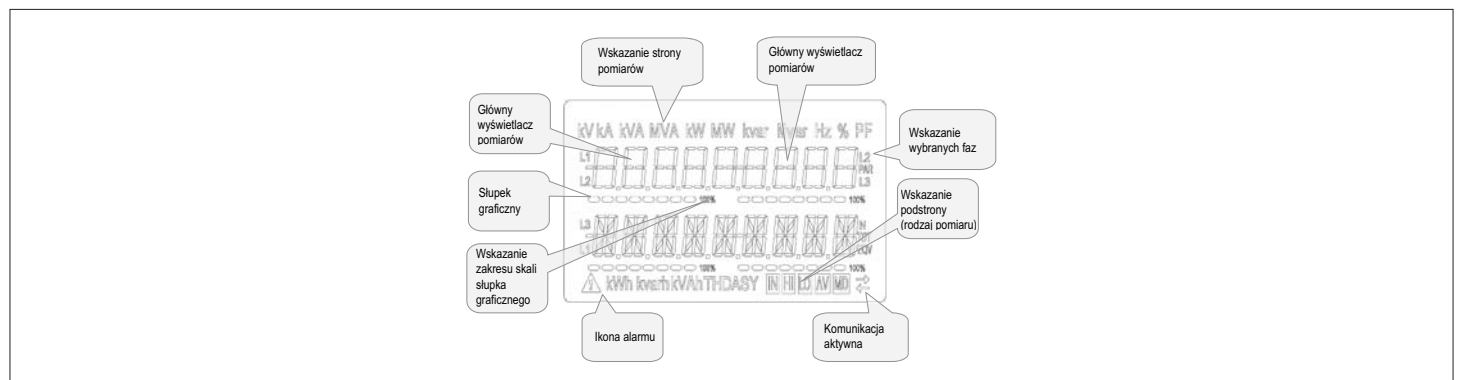 Wskazanie strony
pomiarów
Główny wyświetlacz
pomiarów
Główny
wyświetlacz
pomiarów
Wskazanie
wybranych faz
kV kA kVA MVA kW MW kvar Mvar Hz % PF
L1
L2
L2
PAR
L3
Słupek
graficzny
100%
100%
Wskazanie
podstrony
(rodzaj pomiaru)
L3
L1
N
EQV
Wskazanie
zakresu skali
słupka
graficznego
100%
100%
kWh kvarh kVAh THD ASY IN HI LO AV MD
Ikona alarmu
Komunikacja
aktywna